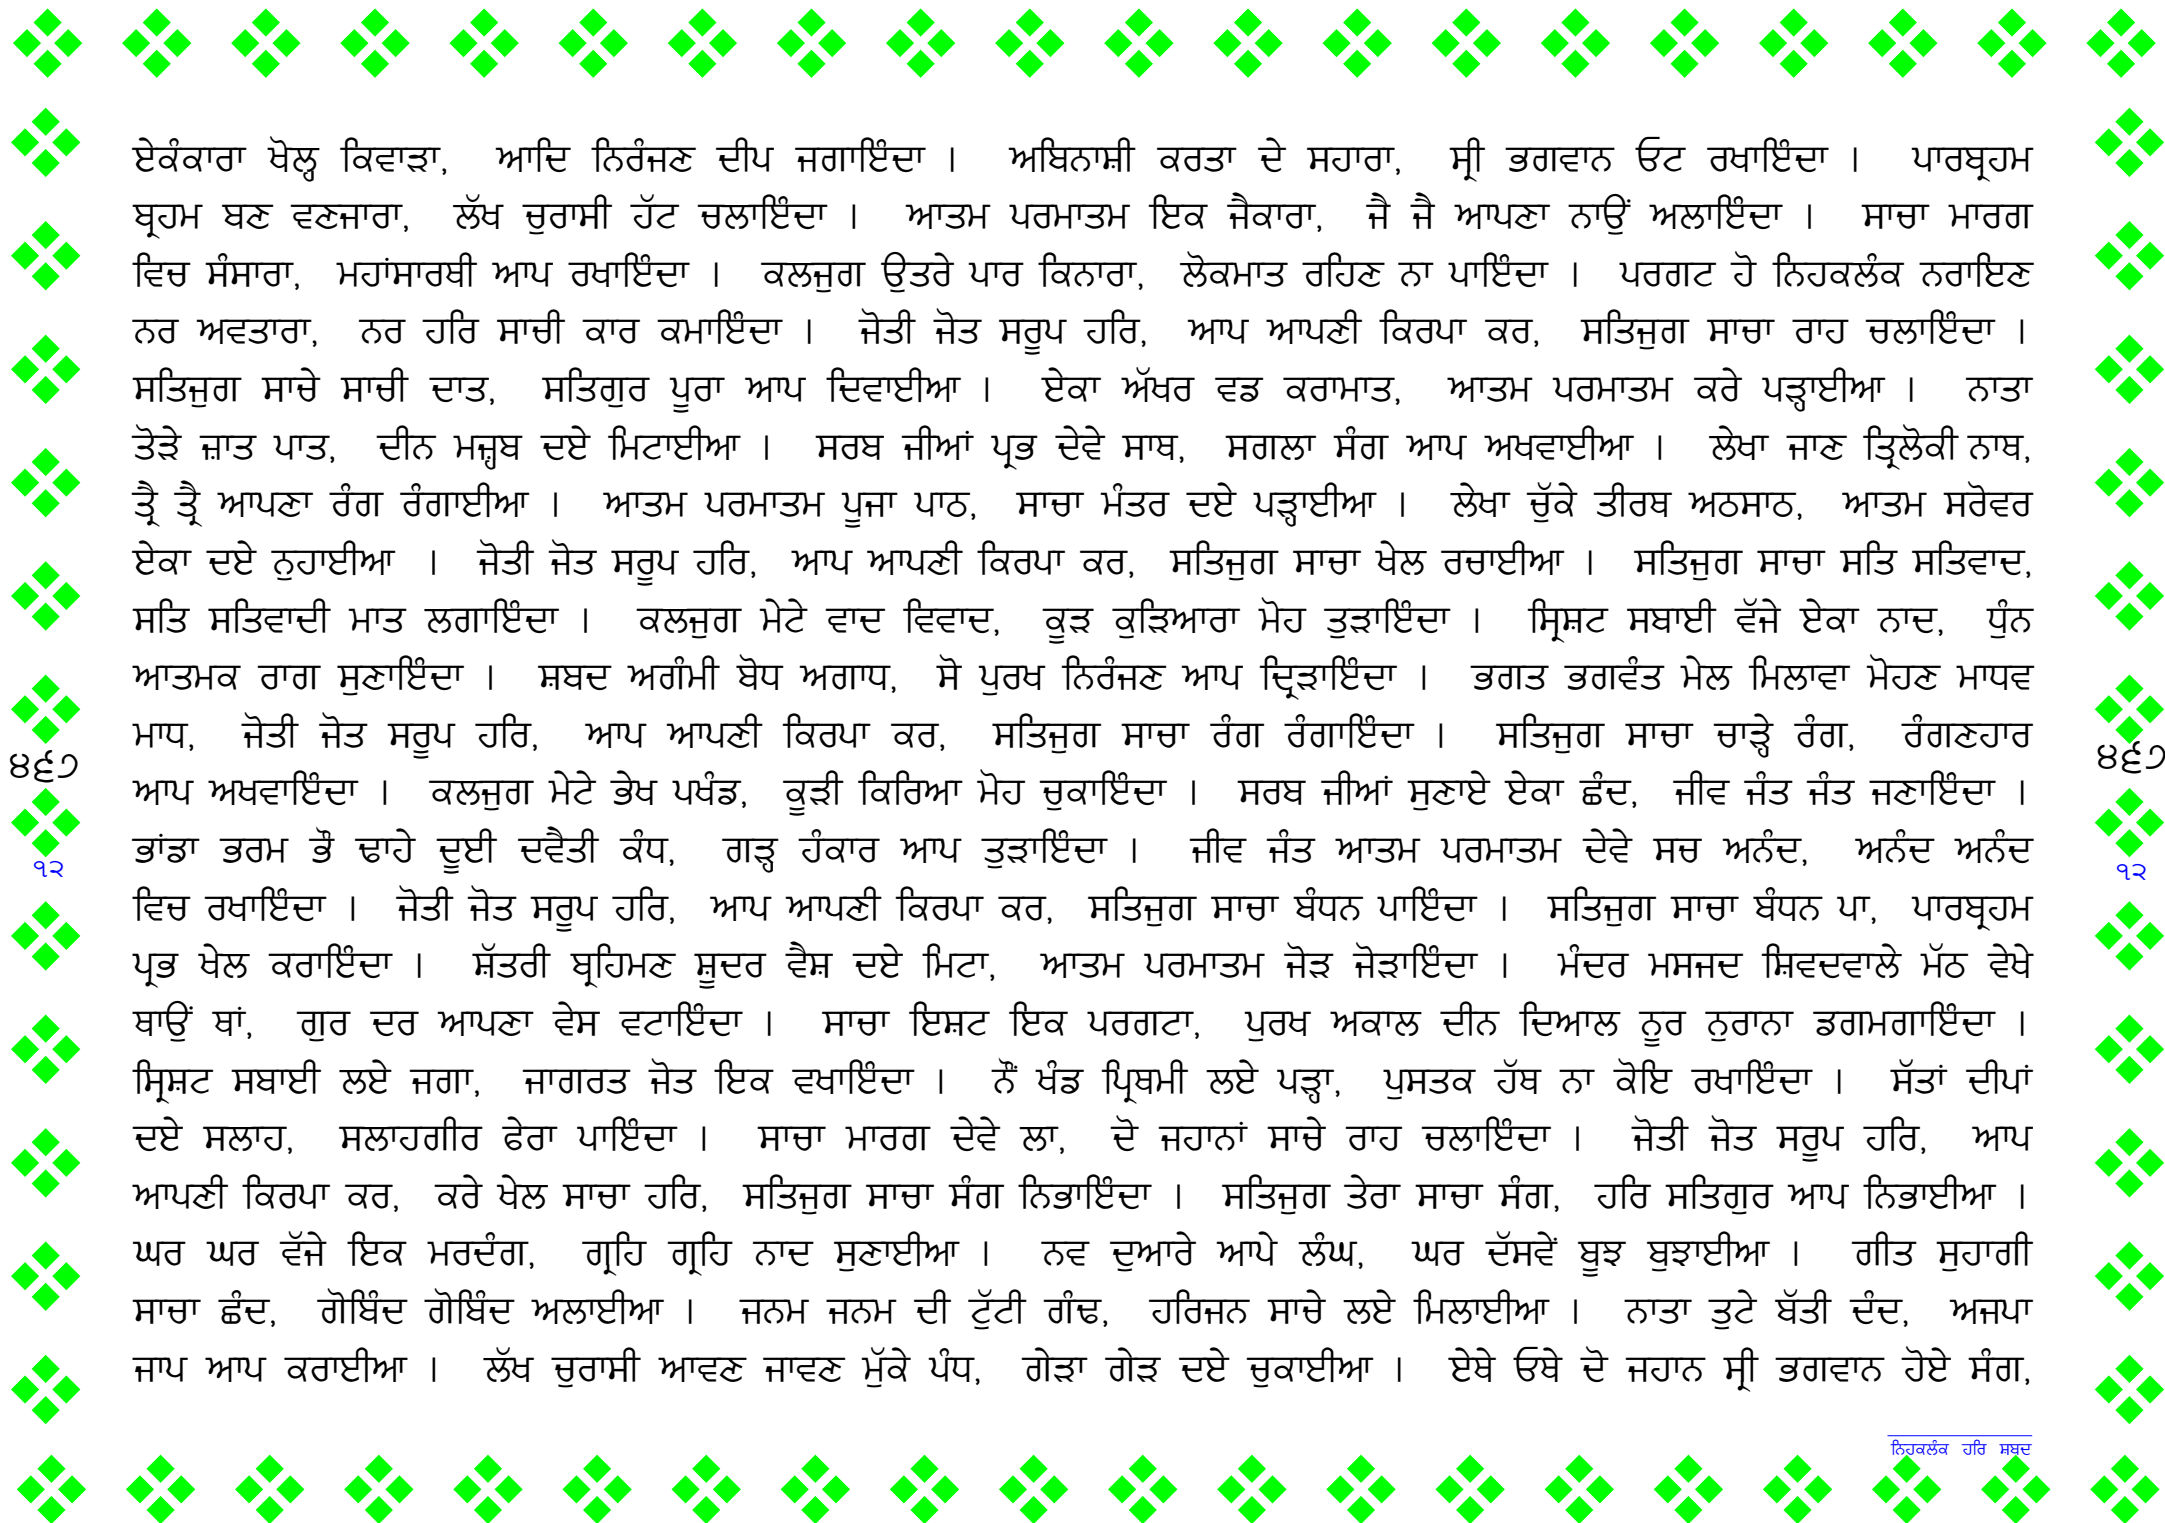 ਏਕੰਕਾਰਾ ਖੋਲ੍ਹ ਕਿਵਾੜਾ, ਆਦਿ ਨਿਰੰਜਣ ਦੀਪ ਜਗਾਇੰਦਾ । ਅਬਿਨਾਸ਼ੀ ਕਰਤਾ ਦੇ ਸਹਾਰਾ, ਸ੍ਰੀ ਭਗਵਾਨ ਓਟ ਰਖਾਇੰਦਾ । ਪਾਰਬ੍ਰਹਮ
ਬ੍ਰਹਮ ਬਣ ਵਣਜਾਰਾ, ਲੱਖ ਚੁਰਾਸੀ ਹੱਟ ਚਲਾਇੰਦਾ । ਆਤਮ ਪਰਮਾਤਮ ਇਕ ਜੈਕਾਰਾ, ਜੈ ਜੈ ਆਪਣਾ ਨਾਉਂ ਅਲਾਇੰਦਾ । ਸਾਚਾ ਮਾਰਗ
ਵਿਚ ਸੰਸਾਰਾ, ਮਹਾਂਸਾਰਥੀ ਆਪ ਰਖਾਇੰਦਾ । ਕਲਜੁਗ ਉਤਰੇ ਪਾਰ ਕਿਨਾਰਾ, ਲੋਕਮਾਤ ਰਹਿਣ ਨਾ ਪਾਇੰਦਾ । ਪਰਗਟ ਹੋ ਨਿਹਕਲੰਕ ਨਰਾਇਣ
ਨਰ ਅਵਤਾਰਾ, ਨਰ ਹਰਿ ਸਾਚੀ ਕਾਰ ਕਮਾਇੰਦਾ । ਜੋਤੀ ਜੋਤ ਸਰੂਪ ਹਰਿ, ਆਪ ਆਪਣੀ ਕਿਰਪਾ ਕਰ, ਸਤਿਜੁਗ ਸਾਚਾ ਰਾਹ ਚਲਾਇੰਦਾ ।
ਸਤਿਜੁਗ ਸਾਚੇ ਸਾਚੀ ਦਾਤ, ਸਤਿਗੁਰ ਪੂਰਾ ਆਪ ਦਿਵਾਈਆ । ਏਕਾ ਅੱਖਰ ਵਡ ਕਰਾਮਾਤ, ਆਤਮ ਪਰਮਾਤਮ ਕਰੇ ਪੜ੍ਹਾਈਆ । ਨਾਤਾ
ਤੋੜੇ ਜ਼ਾਤ ਪਾਤ, ਦੀਨ ਮਜ਼੍ਹਬ ਦਏ ਮਿਟਾਈਆ । ਸਰਬ ਜੀਆਂ ਪ੍ਰਭ ਦੇਵੇ ਸਾਥ, ਸਗਲਾ ਸੰਗ ਆਪ ਅਖਵਾਈਆ । ਲੇਖਾ ਜਾਣ ਤ੍ਰਿਲੋਕੀ ਨਾਥ,
ਤ੍ਰੈ ਤ੍ਰੈ ਆਪਣਾ ਰੰਗ ਰੰਗਾਈਆ । ਆਤਮ ਪਰਮਾਤਮ ਪੂਜਾ ਪਾਠ, ਸਾਚਾ ਮੰਤਰ ਦਏ ਪੜ੍ਹਾਈਆ । ਲੇਖਾ ਚੁੱਕੇ ਤੀਰਥ ਅਠਸਾਠ, ਆਤਮ ਸਰੋਵਰ
ਏਕਾ ਦਏ ਨੁਹਾਈਆ । ਜੋਤੀ ਜੋਤ ਸਰੂਪ ਹਰਿ, ਆਪ ਆਪਣੀ ਕਿਰਪਾ ਕਰ, ਸਤਿਜੁਗ ਸਾਚਾ ਖੇਲ ਰਚਾਈਆ । ਸਤਿਜੁਗ ਸਾਚਾ ਸਤਿ ਸਤਿਵਾਦ,
ਸਤਿ ਸਤਿਵਾਦੀ ਮਾਤ ਲਗਾਇੰਦਾ । ਕਲਜੁਗ ਮੇਟੇ ਵਾਦ ਵਿਵਾਦ, ਕੂੜ ਕੁੜਿਆਰਾ ਮੋਹ ਤੁੜਾਇੰਦਾ । ਸ੍ਰਿਸ਼ਟ ਸਬਾਈ ਵੱਜੇ ਏਕਾ ਨਾਦ, ਧੁੰਨ
ਆਤਮਕ ਰਾਗ ਸੁਣਾਇੰਦਾ । ਸ਼ਬਦ ਅਗੰਮੀ ਬੋਧ ਅਗਾਧ, ਸੋ ਪੁਰਖ ਨਿਰੰਜਣ ਆਪ ਦ੍ਰਿੜਾਇੰਦਾ । ਭਗਤ ਭਗਵੰਤ ਮੇਲ ਮਿਲਾਵਾ ਮੋਹਣ ਮਾਧਵ
ਮਾਧ, ਜੋਤੀ ਜੋਤ ਸਰੂਪ ਹਰਿ, ਆਪ ਆਪਣੀ ਕਿਰਪਾ ਕਰ, ਸਤਿਜੁਗ ਸਾਚਾ ਰੰਗ ਰੰਗਾਇੰਦਾ । ਸਤਿਜੁਗ ਸਾਚਾ ਚਾੜ੍ਹੇ ਰੰਗ, ਰੰਗਣਹਾਰ
੪੬੭ ਆਪ ਅਖਵਾਇੰਦਾ । ਕਲਜੁਗ ਮੇਟੇ ਭੇਖ ਪਖੰਡ, ਕੂੜੀ ਕਿਰਿਆ ਮੋਹ ਚੁਕਾਇੰਦਾ । ਸਰਬ ਜੀਆਂ ਸੁਣਾਏ ਏਕਾ ਛੰਦ, ਜੀਵ ਜੰਤ ਜੰਤ ਜਣਾਇੰਦਾ । ੪੬੭
ਭਾਂਡਾ ਭਰਮ ਭੌ ਢਾਹੇ ਦੂਈ ਦਵੈਤੀ ਕੰਧ, ਗੜ੍ਹ ਹੰਕਾਰ ਆਪ ਤੁੜਾਇੰਦਾ । ਜੀਵ ਜੰਤ ਆਤਮ ਪਰਮਾਤਮ ਦੇਵੇ ਸਚ ਅਨੰਦ, ਅਨੰਦ ਅਨੰਦ
੧੨ ੧੨
ਵਿਚ ਰਖਾਇੰਦਾ । ਜੋਤੀ ਜੋਤ ਸਰੂਪ ਹਰਿ, ਆਪ ਆਪਣੀ ਕਿਰਪਾ ਕਰ, ਸਤਿਜੁਗ ਸਾਚਾ ਬੰਧਨ ਪਾਇੰਦਾ । ਸਤਿਜੁਗ ਸਾਚਾ ਬੰਧਨ ਪਾ, ਪਾਰਬ੍ਰਹਮ
ਪ੍ਰਭ ਖੇਲ ਕਰਾਇੰਦਾ । ਸ਼ੱਤਰੀ ਬ੍ਰਹਿਮਣ ਸ਼ੂਦਰ ਵੈਸ਼ ਦਏ ਮਿਟਾ, ਆਤਮ ਪਰਮਾਤਮ ਜੋੜ ਜੋੜਾਇੰਦਾ । ਮੰਦਰ ਮਸਜਦ ਸ਼ਿਵਦਵਾਲੇ ਮੱਠ ਵੇਖੇ
ਥਾਉਂ ਥਾਂ, ਗੁਰ ਦਰ ਆਪਣਾ ਵੇਸ ਵਟਾਇੰਦਾ । ਸਾਚਾ ਇਸ਼ਟ ਇਕ ਪਰਗਟਾ, ਪੁਰਖ ਅਕਾਲ ਦੀਨ ਦਿਆਲ ਨੂਰ ਨੁਰਾਨਾ ਡਗਮਗਾਇੰਦਾ ।
ਸ੍ਰਿਸ਼ਟ ਸਬਾਈ ਲਏ ਜਗਾ, ਜਾਗਰਤ ਜੋਤ ਇਕ ਵਖਾਇੰਦਾ । ਨੌਂ ਖੰਡ ਪ੍ਰਿਥਮੀ ਲਏ ਪੜ੍ਹਾ, ਪੁਸਤਕ ਹੱਥ ਨਾ ਕੋਇ ਰਖਾਇੰਦਾ । ਸੱਤਾਂ ਦੀਪਾਂ
ਦਏ ਸਲਾਹ, ਸਲਾਹਗੀਰ ਫੇਰਾ ਪਾਇੰਦਾ । ਸਾਚਾ ਮਾਰਗ ਦੇਵੇ ਲਾ, ਦੋ ਜਹਾਨਾਂ ਸਾਚੇ ਰਾਹ ਚਲਾਇੰਦਾ । ਜੋਤੀ ਜੋਤ ਸਰੂਪ ਹਰਿ, ਆਪ
ਆਪਣੀ ਕਿਰਪਾ ਕਰ, ਕਰੇ ਖੇਲ ਸਾਚਾ ਹਰਿ, ਸਤਿਜੁਗ ਸਾਚਾ ਸੰਗ ਨਿਭਾਇੰਦਾ । ਸਤਿਜੁਗ ਤੇਰਾ ਸਾਚਾ ਸੰਗ, ਹਰਿ ਸਤਿਗੁਰ ਆਪ ਨਿਭਾਈਆ ।
ਘਰ ਘਰ ਵੱਜੇ ਇਕ ਮਰਦੰਗ, ਗ੍ਰਹਿ ਗ੍ਰਹਿ ਨਾਦ ਸੁਣਾਈਆ । ਨਵ ਦੁਆਰੇ ਆਪੇ ਲੰਘ, ਘਰ ਦੱਸਵੇਂ ਬੂਝ ਬੁਝਾਈਆ । ਗੀਤ ਸੁਹਾਗੀ
ਸਾਚਾ ਛੰਦ, ਗੋਬਿੰਦ ਗੋਬਿੰਦ ਅਲਾਈਆ । ਜਨਮ ਜਨਮ ਦੀ ਟੁੱਟੀ ਗੰਢ, ਹਰਿਜਨ ਸਾਚੇ ਲਏ ਮਿਲਾਈਆ । ਨਾਤਾ ਤੁਟੇ ਬੱਤੀ ਦੰਦ, ਅਜਪਾ
ਜਾਪ ਆਪ ਕਰਾਈਆ । ਲੱਖ ਚੁਰਾਸੀ ਆਵਣ ਜਾਵਣ ਮੁੱਕੇ ਪੰਧ, ਗੇੜਾ ਗੇੜ ਦਏ ਚੁਕਾਈਆ । ਏਥੇ ਓਥੇ ਦੋ ਜਹਾਨ ਸ੍ਰੀ ਭਗਵਾਨ ਹੋਏ ਸੰਗ,
ਨਿਹਕਲੰਕ ਹਰਿ ਸ਼ਬਦ